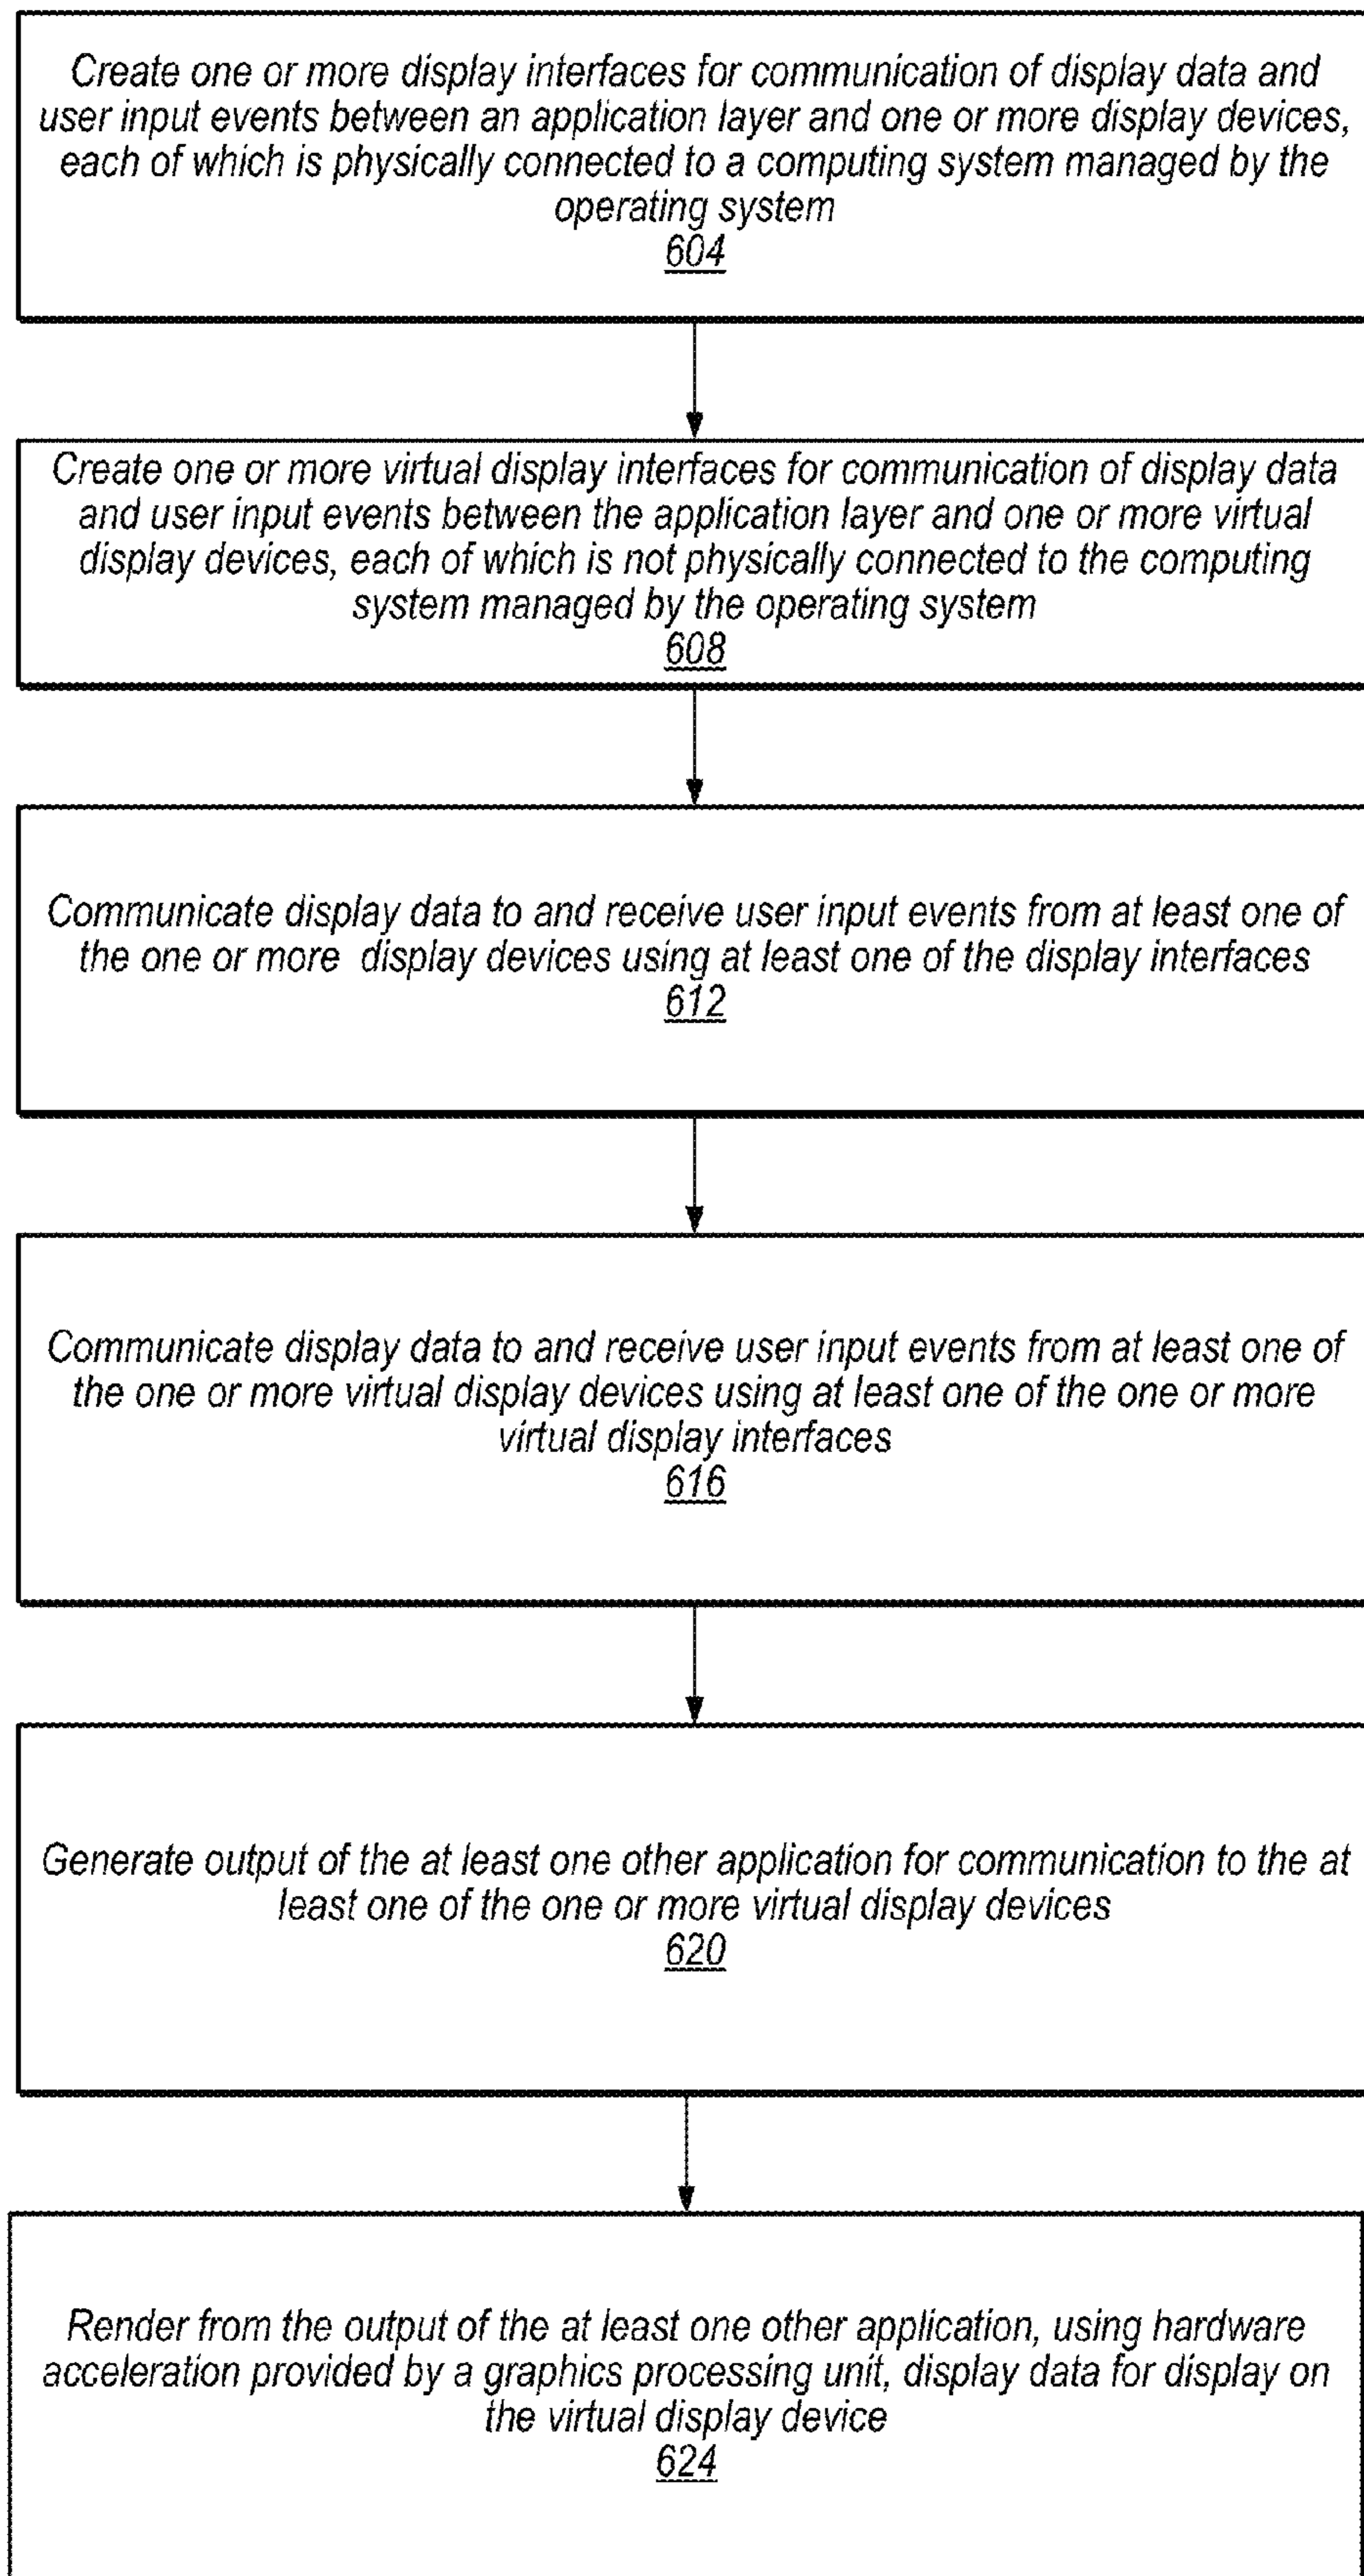 Create one or more display interfaces for communication of display data and
user input events between an application layer and one or more display devices,
each of which is physically connected to a computing system managed by the
operating system
604
Create one or more virtual display interfaces for communication of display data
and user input events between the application layer and one or more virtual
display devices, each of which is not physically connected to the computing
system managed by the operating system
608
Communicate display data to and receive user input events from at least one of
the one or more display devices using at least one of the display interfaces
612
Communicate display data to and receive user input events from at least one of
the one or more virtual display devices using at least one of the one or more
virtual display interfaces
616
Generate output of the at least one other application for communication to the at
least one of the one or more virtual display devices
620
Render from the output of the at least one other application, using hardware
acceleration provided by a graphics processing unit, display data for display on
the virtual display device
624